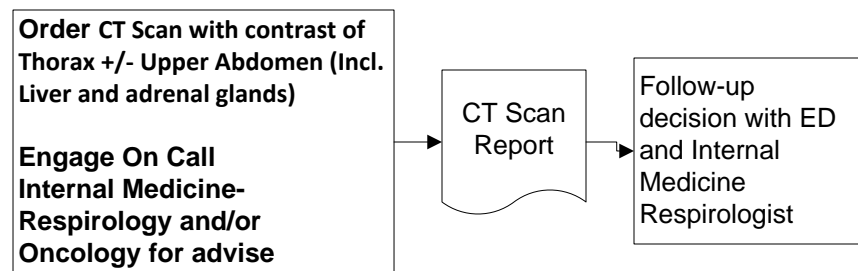 Order CT Scan with contrast of
Thorax +/- Upper Abdomen (Incl.
Liver and adrenal glands)
Engage On Call
Internal Medicine-
Respirology and/or
Oncology for advise
CT Scan
Report
Follow-up
decision with ED
and Internal
Medicine
Respirologist